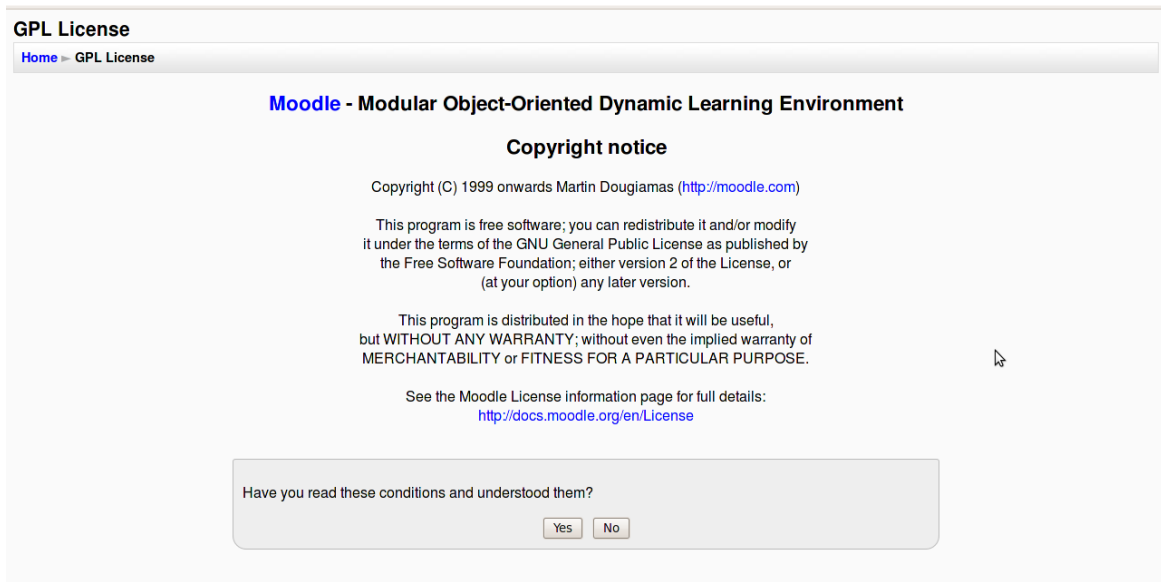 GPL License
Home ► GPL License
Moodle - Modular Object-Oriented Dynamic Learning Environment
Copyright notice
Copyright (C) 1999 onwards Martin Dougiamas (http://moodle.com)
This program is free software; you can redistribute it and/or modify
it under the terms of the GNU General Public License as published by
the Free Software Foundation; either version 2 of the License, or
(at your option) any later version.
This program is distributed in the hope that it will be useful,
but WITHOUT ANY WARRANTY; without even the implied warranty of
MERCHANTABILITY or FITNESS FOR A PARTICULAR PURPOSE.
See the Moodle License information page for full details:
http://docs.moodle.org/en/License
Have you read these conditions and understood them?
Yes No